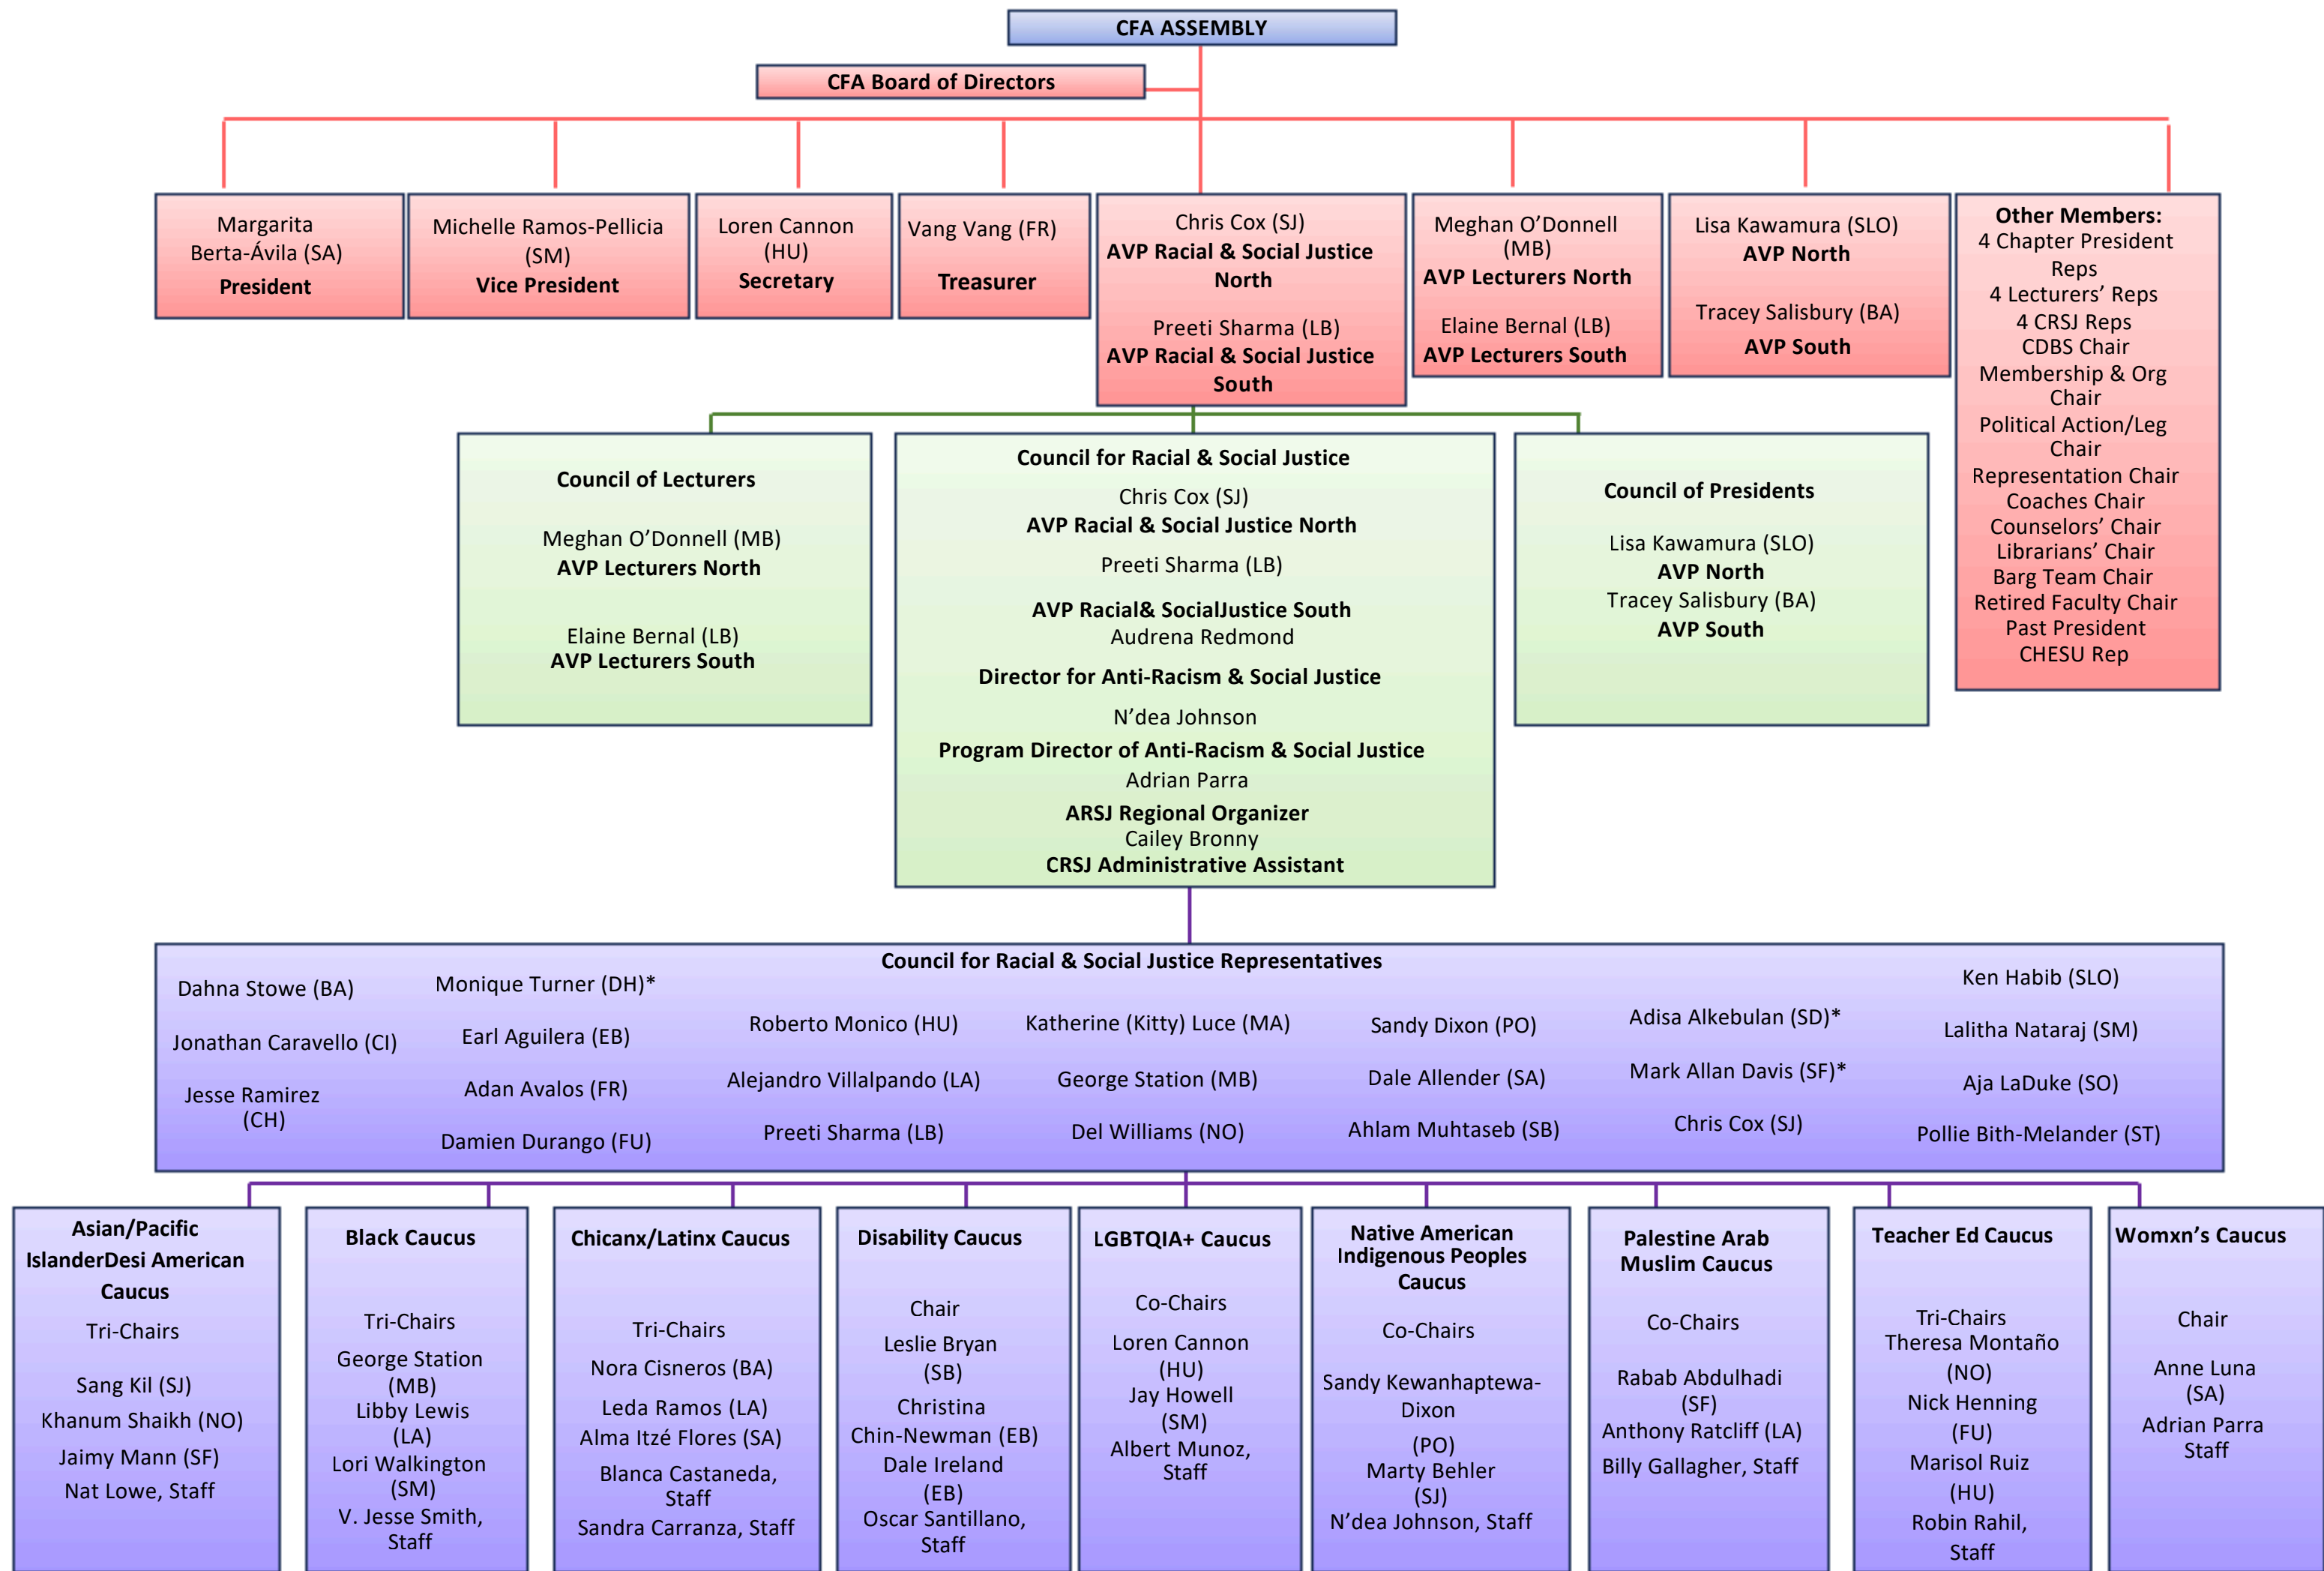 CFA ASSEMBLY
CFA Board of Directors
Margarita
Berta-Ávila (SA)
President
Michelle Ramos-Pellicia
(SM)
Vice President
Loren Cannon
(HU)
Secretary
Vang Vang (FR)
Treasurer
Chris Cox (SJ)
AVP Racial & Social Justice
North
Preeti Sharma (LB)
AVP Racial & Social Justice
South
Meghan O’Donnell
(MB)
AVP Lecturers North
Elaine Bernal (LB)
AVP Lecturers South
Lisa Kawamura (SLO)
AVP North
Tracey Salisbury (BA)
AVP South
Other Members:
4 Chapter President
Reps
4 Lecturers’ Reps
4 CRSJ Reps
CDBS Chair
Membership & Org
Chair
Political Action/Leg
Chair
Representation Chair
Coaches Chair
Counselors’ Chair
Librarians’ Chair
Barg Team Chair
Retired Faculty Chair
Past President
CHESU Rep
Council of Lecturers
Meghan O’Donnell (MB)
AVP Lecturers North
Elaine Bernal (LB)
AVP Lecturers South
Council for Racial & Social Justice
Chris Cox (SJ)
AVP Racial & Social Justice North
Preeti Sharma (LB)
AVP Racial& SocialJustice South
Audrena Redmond
Director for Anti-Racism & Social Justice
N’dea Johnson
Program Director of Anti-Racism & Social Justice
Adrian Parra
ARSJ Regional Organizer
Cailey Bronny
CRSJ Administrative Assistant
Council of Presidents
Lisa Kawamura (SLO)
AVP North
Tracey Salisbury (BA)
AVP South
Council for Racial & Social Justice Representatives
Dahna Stowe (BA)
Jonathan Caravello (CI)
Jesse Ramirez
(CH)
Monique Turner (DH)*
Earl Aguilera (EB)
Adan Avalos (FR)
Damien Durango (FU)
Roberto Monico (HU)
Alejandro Villalpando (LA)
Preeti Sharma (LB)
Katherine (Kitty) Luce (MA)
George Station (MB)
Del Williams (NO)
Sandy Dixon (PO)
Dale Allender (SA)
Ahlam Muhtaseb (SB)
Adisa Alkebulan (SD)*
Mark Allan Davis (SF)*
Chris Cox (SJ)
Ken Habib (SLO)
Lalitha Nataraj (SM)
Aja LaDuke (SO)
Pollie Bith-Melander (ST)
Asian/Pacific
IslanderDesi American
Caucus
Tri-Chairs
Sang Kil (SJ)
Khanum Shaikh (NO)
Jaimy Mann (SF)
Nat Lowe, Staff
Black Caucus
Tri-Chairs
George Station
(MB)
Libby Lewis
(LA)
Lori Walkington
(SM)
V. Jesse Smith,
Staff
Chicanx/Latinx Caucus
Tri-Chairs
Nora Cisneros (BA)
Leda Ramos (LA)
Alma Itzé Flores (SA)
Blanca Castaneda,
Staff
Sandra Carranza, Staff
Disability Caucus
Chair
Leslie Bryan
(SB)
Christina
Chin-Newman (EB)
Dale Ireland
(EB)
Oscar Santillano,
Staff
LGBTQIA+ Caucus
Co-Chairs
Loren Cannon
(HU)
Jay Howell
(SM)
Albert Munoz,
Staff
Native American
Indigenous Peoples
Caucus
Co-Chairs
Sandy Kewanhaptewa-
Dixon
(PO)
Marty Behler
(SJ)
N’dea Johnson, Staff
Palestine Arab
Muslim Caucus
Co-Chairs
Rabab Abdulhadi
(SF)
Anthony Ratcliff (LA)
Billy Gallagher, Staff
Teacher Ed Caucus
Tri-Chairs
Theresa Montaño
(NO)
Nick Henning
(FU)
Marisol Ruiz
(HU)
Robin Rahil,
Staff
Womxn’s Caucus
Chair
Anne Luna
(SA)
Adrian Parra
Staff